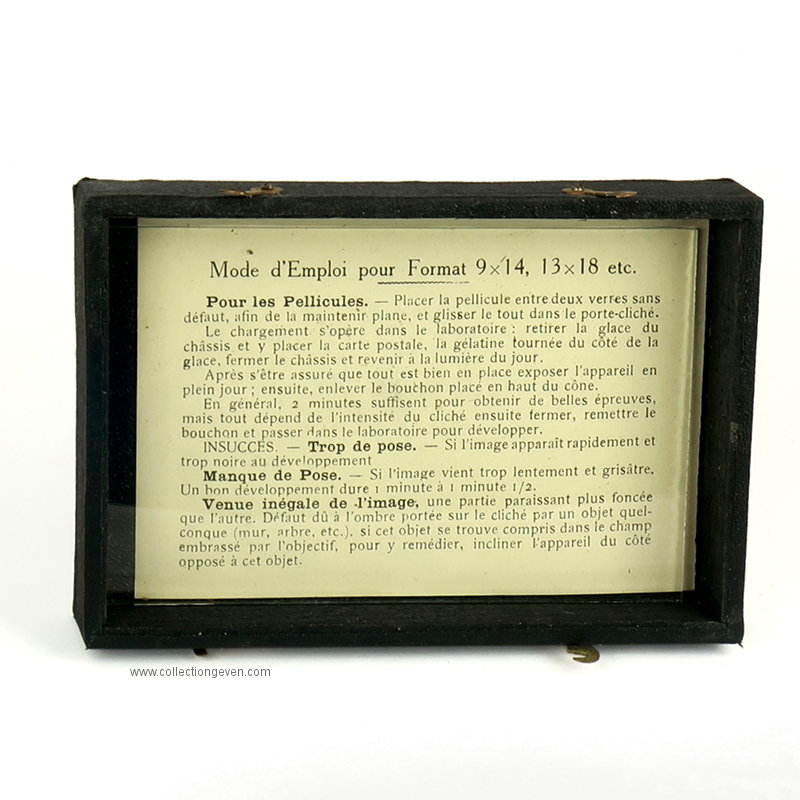 Mode d'Emploi pour Format 9×14, 13×18 etc.
Pour les Pellicules. — Placer la pellicule entre deux verres sans
défaut, afin de la maintenir plane, et glisser le tout dans le porte-cliché.
Le chargement s'opère dans le laboratoire : retirer la glace du
châssis et y placer la carte postale, la gélatine tournée du côté de la
glace, fermer le châssis et revenir à la lumière du jour.
Après s'être assuré que tout est bien en place exposer l'appareil en
plein jour ; ensuite, enlever le bouchon placé en haut du cône.
En général, 2 minutes suffisent pour obtenir de belles épreuves,
mais tout dépend de l'intensité du cliché ensuite fermer, remettre le
bouchon et passer dans le laboratoire pour développer.
INSUCCÈS. — Trop de pose. — Si l'image apparaît rapidement et
trop noire au développement
Manque de Pose. — Si l'image vient trop lentement et grisâtre.
Un bon développement dure 1 minute à 1 minute 1/2.
Venue inégale de l'image, une partie paraissant plus foncée
que l'autre. Défaut dû à l'ombre portée sur le cliché par un objet quel-
conque (mur, arbre, etc.). si cet objet se trouve compris dans le champ
embrassé par l'objectif, pour y remédier, incliner l'appareil du côté
opposé à cet objet.
www.collectiongeven.com